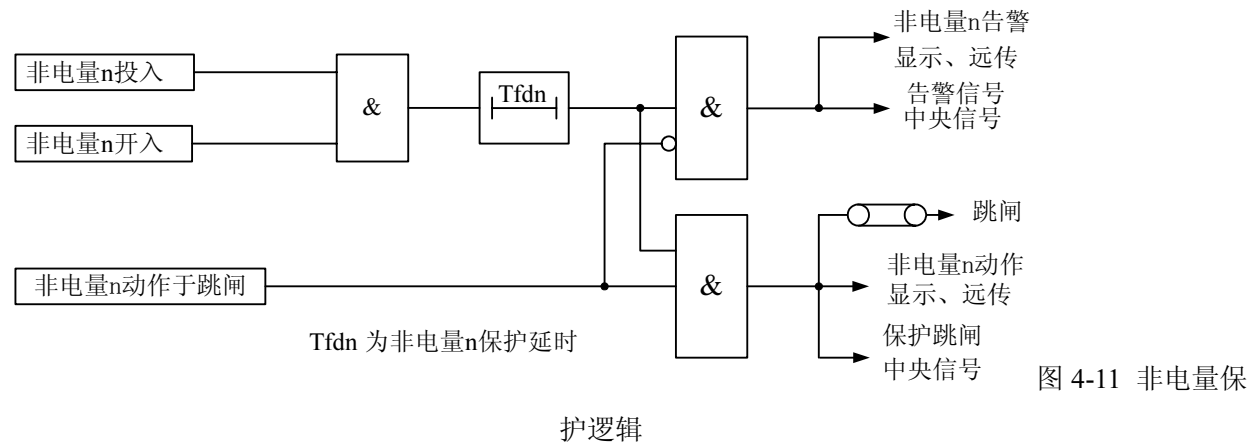 非电量n投入
非电量n开入
&
Tfdn
&
非电量n告警
显示、远传
告警信号
中央信号
非电量n动作于跳闸
&
跳闸
非电量n动作
显示、远传
保护跳闸
中央信号
Tfdn 为非电量n保护延时
图 4-11 非电量保
护逻辑